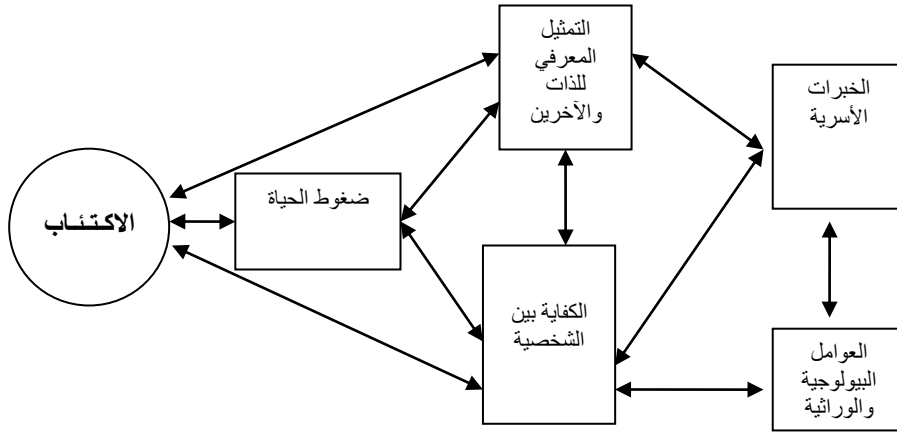 التمثيل
المعرفي
للذات
والآخرين
الخبرات
الأسرية
ضغوط الحياة
الاكتئاب
الكفاية بين
الشخصية
العوامل
البيولوجية
والوراثية